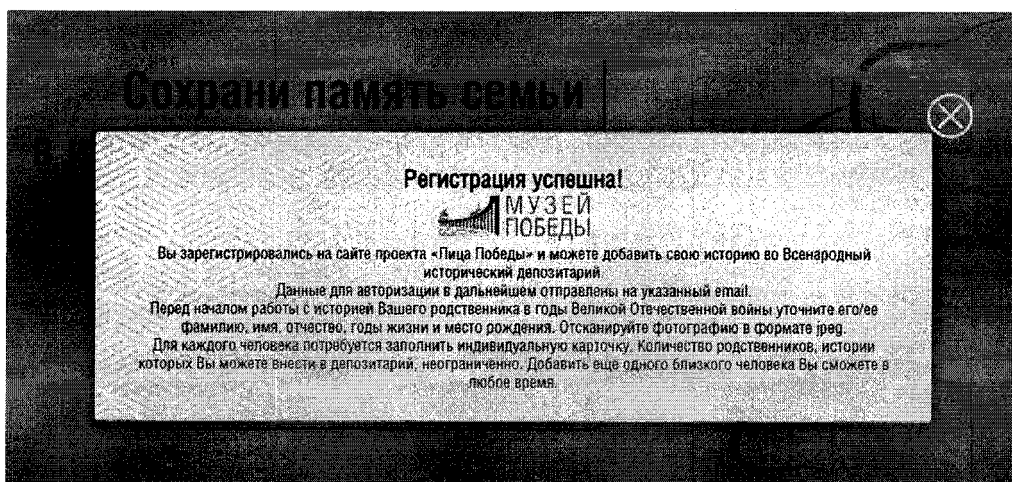 Сохрани память семьи
Регистрация успешна!
МУЗЕЙ
ПОБЕДЫ
Вы зарегистрировались на сайте проекта «Лица Победы» и можете добавить свою историю во Всенародный
исторический депозитарий.
Данные для авторизации в дальнейшем отправлены на указанный email.
Перед началом работы с историей Вашего родственника в годы Великой Отечественной войны уточните его/ее
фамилию, имя, отчество, годы жизни и место рождения. Отсканируйте фотографию в формате jpeg.
Для каждого человека потребуется заполнить индивидуальную карточку. Количество родственников, истории
которых Вы можете внести в депозитарий, неограниченно. Добавить еще одного близкого человека Вы сможете в
любое время.